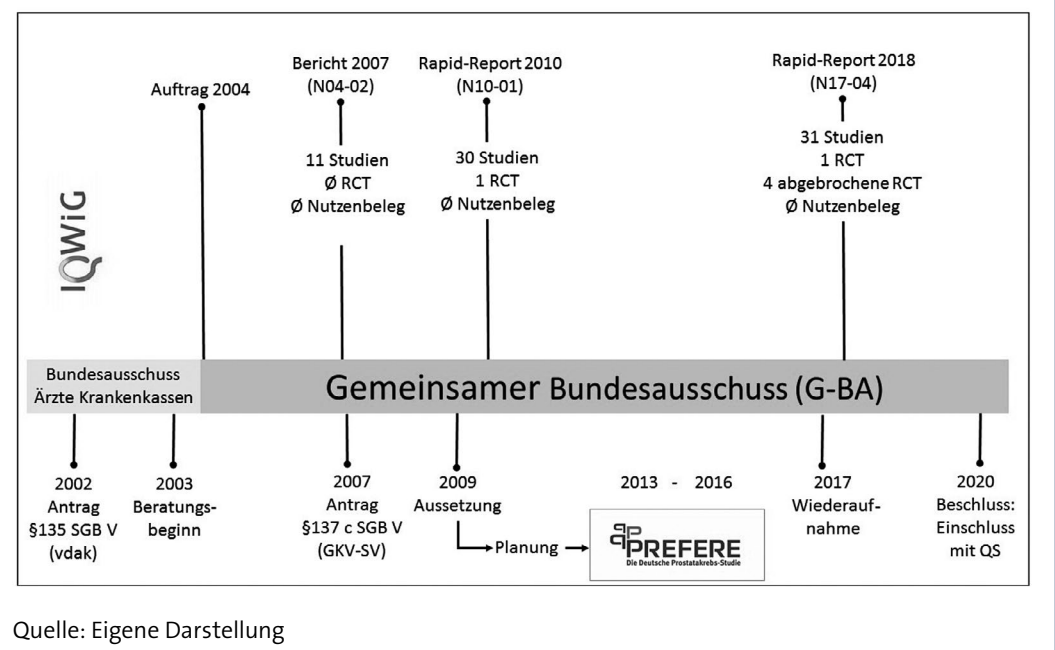 Auftrag 2004
Bericht 2007
(N04-02)
11 Studien
Ø RCT
Ø Nutzenbeleg
Rapid-Report 2010
(N10-01)
30 Studien
1 RCT
Ø Nutzenbeleg
Rapid-Report 2018
(N17-04)
31 Studien
1 RCT
4 abgebrochene RCT
Ø Nutzenbeleg
IQWiG
Bundesausschuss
Ärzte Krankenkassen
Gemeinsamer Bundesausschuss (G-BA)
2002
Antrag
§135 SGB V
(vdak)
2003
Beratungs-
beginn
2007
Antrag
§137 c SGB V
(GKV-SV)
2009
Aussetzung
Planung
2013 - 2016
PREFERE
Die Deutsche Prostatakrebs-Studie
2017
Wiederauf-
nahme
2020
Beschluss:
Einschluss
mit QS
Quelle: Eigene Darstellung